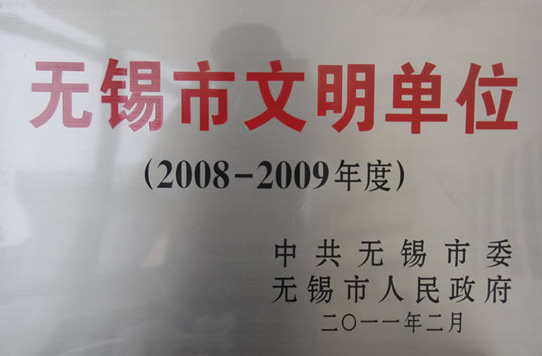 无锡市文明单位
(2008-2009年度)
中共无锡市委
无锡市人民政府
二〇一一年二月